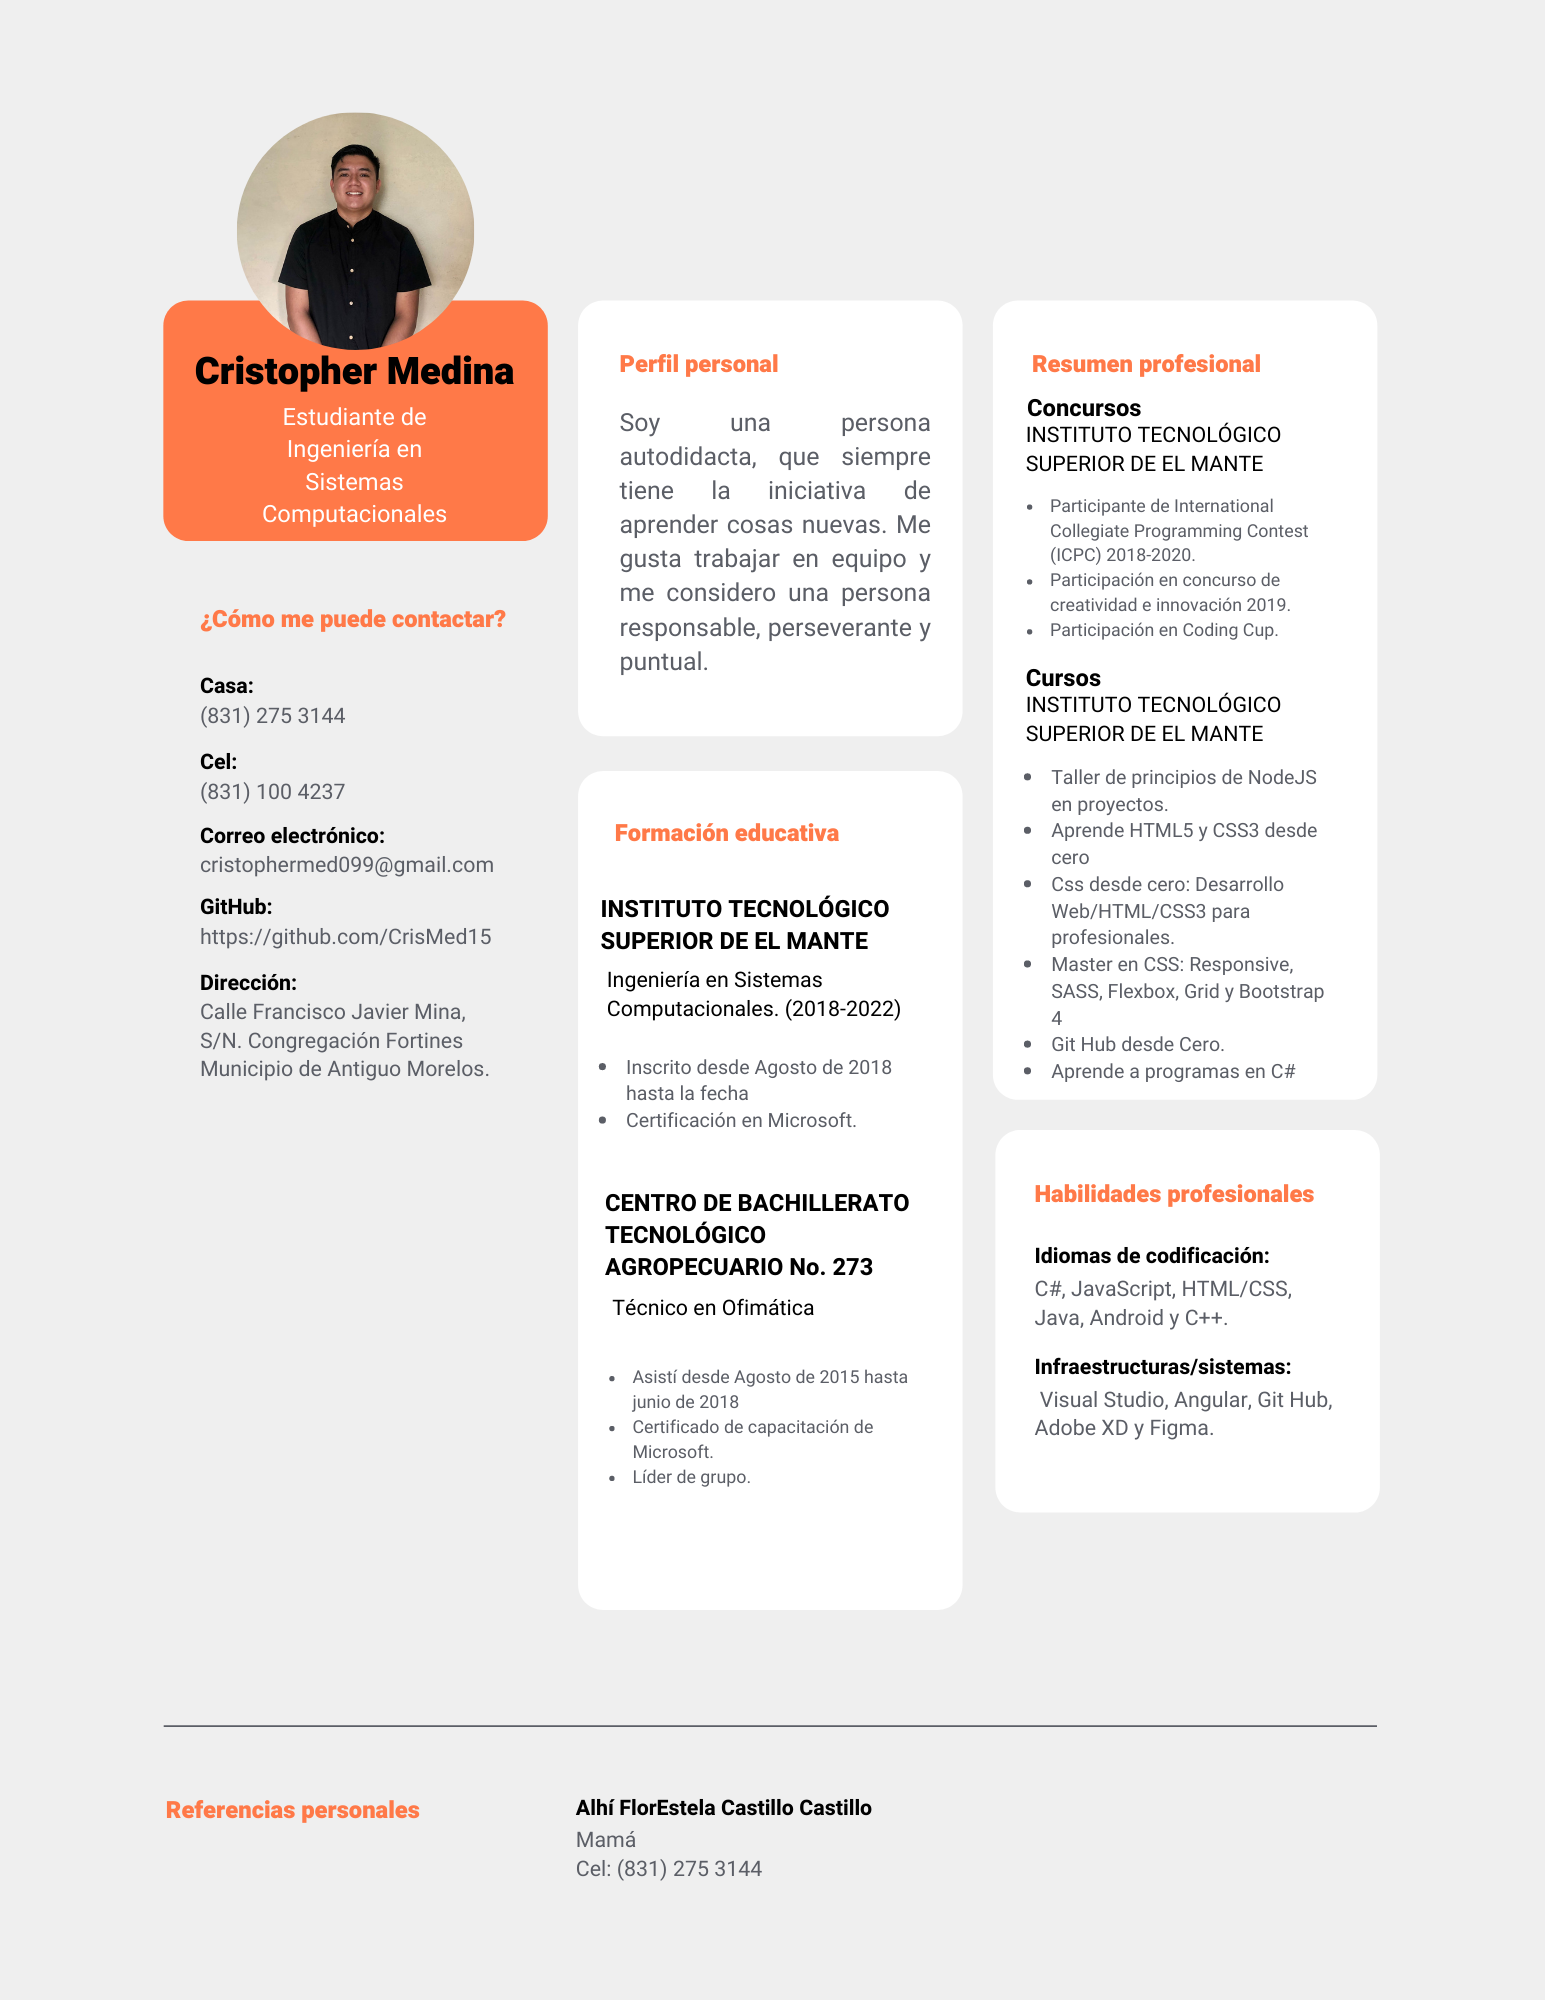 Cristopher Medina
Estudiante de
Ingeniería en
Sistemas
Computacionales
¿Cómo me puede contactar?
Casa:
(831) 275 3144
Cel:
(831) 100 4237
Correo electrónico:
cristophermed099@gmail.com
GitHub:
https://github.com/CrisMed15
Dirección:
Calle Francisco Javier Mina,
S/N. Congregación Fortines
Municipio de Antiguo Morelos.
Perfil personal
Soy una persona
autodidacta, que siempre
tiene la iniciativa de
aprender cosas nuevas. Me
gusta trabajar en equipo y
me considero una persona
responsable, perseverante y
puntual.
Formación educativa
INSTITUTO TECNOLÓGICO
SUPERIOR DE EL MANTE
Ingeniería en Sistemas
Computacionales. (2018-2022)
• Inscrito desde Agosto de 2018
hasta la fecha
• Certificación en Microsoft.
CENTRO DE BACHILLERATO
TECNOLÓGICO
AGROPECUARIO No. 273
Técnico en Ofimática
• Asistí desde Agosto de 2015 hasta
junio de 2018
• Certificado de capacitación de
Microsoft.
• Líder de grupo.
Resumen profesional
Concursos
INSTITUTO TECNOLÓGICO
SUPERIOR DE EL MANTE
• Participante de International
Collegiate Programming Contest
(ICPC) 2018-2020.
• Participación en concurso de
creatividad e innovación 2019.
• Participación en Coding Cup.
Cursos
INSTITUTO TECNOLÓGICO
SUPERIOR DE EL MANTE
• Taller de principios de NodeJS
en proyectos.
• Aprende HTML5 y CSS3 desde
cero
• Css desde cero: Desarrollo
Web/HTML/CSS3 para
profesionales.
• Master en CSS: Responsive,
SASS, Flexbox, Grid y Bootstrap
4
• Git Hub desde Cero.
• Aprende a programas en C#
Habilidades profesionales
Idiomas de codificación:
C#, JavaScript, HTML/CSS,
Java, Android y C++.
Infraestructuras/sistemas:
Visual Studio, Angular, Git Hub,
Adobe XD y Figma.
Referencias personales
Alhí FlorEstela Castillo Castillo
Mamá
Cel: (831) 275 3144